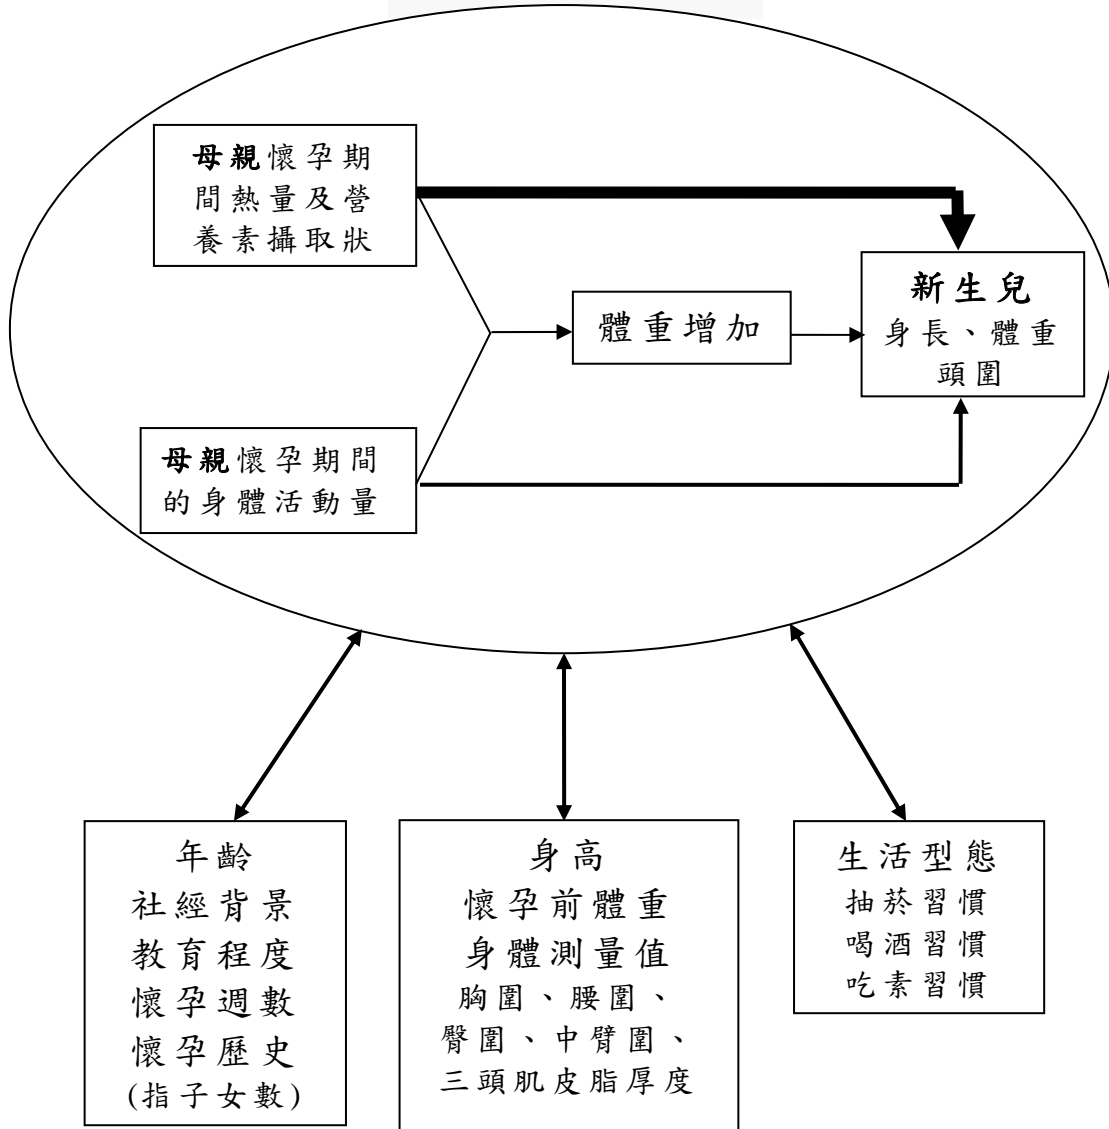 母親懷孕期
間熱量及營
養素攝取狀
體重增加
新生兒
身長、體重
頭圍
母親懷孕期間
的身體活動量
年齡
社經背景
教育程度
懷孕週數
懷孕歷史
(指子女數)
身高
懷孕前體重
身體測量值
胸圍、腰圍、
臀圍、中臂圍、
三頭肌皮脂厚度
生活型態
抽菸習慣
喝酒習慣
吃素習慣